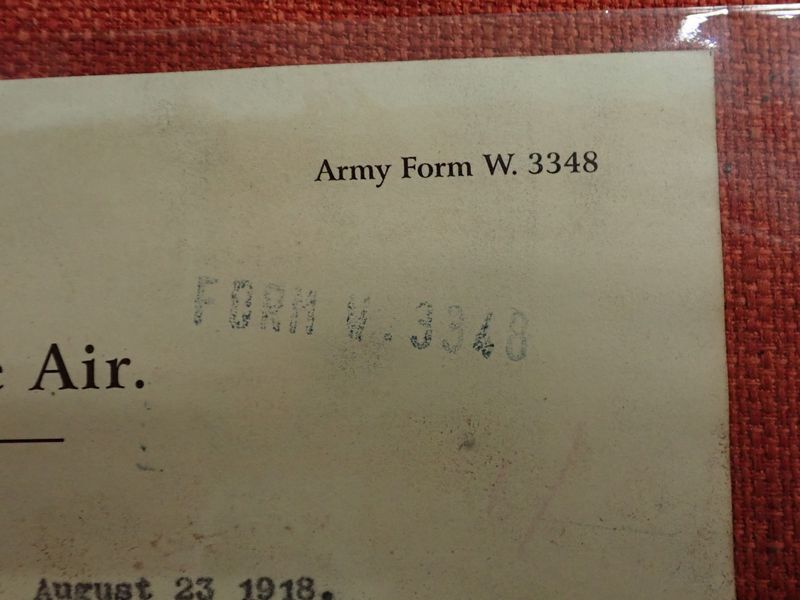 Army Form W. 3348
FORM W. 3348
Air.
August 23 1918.